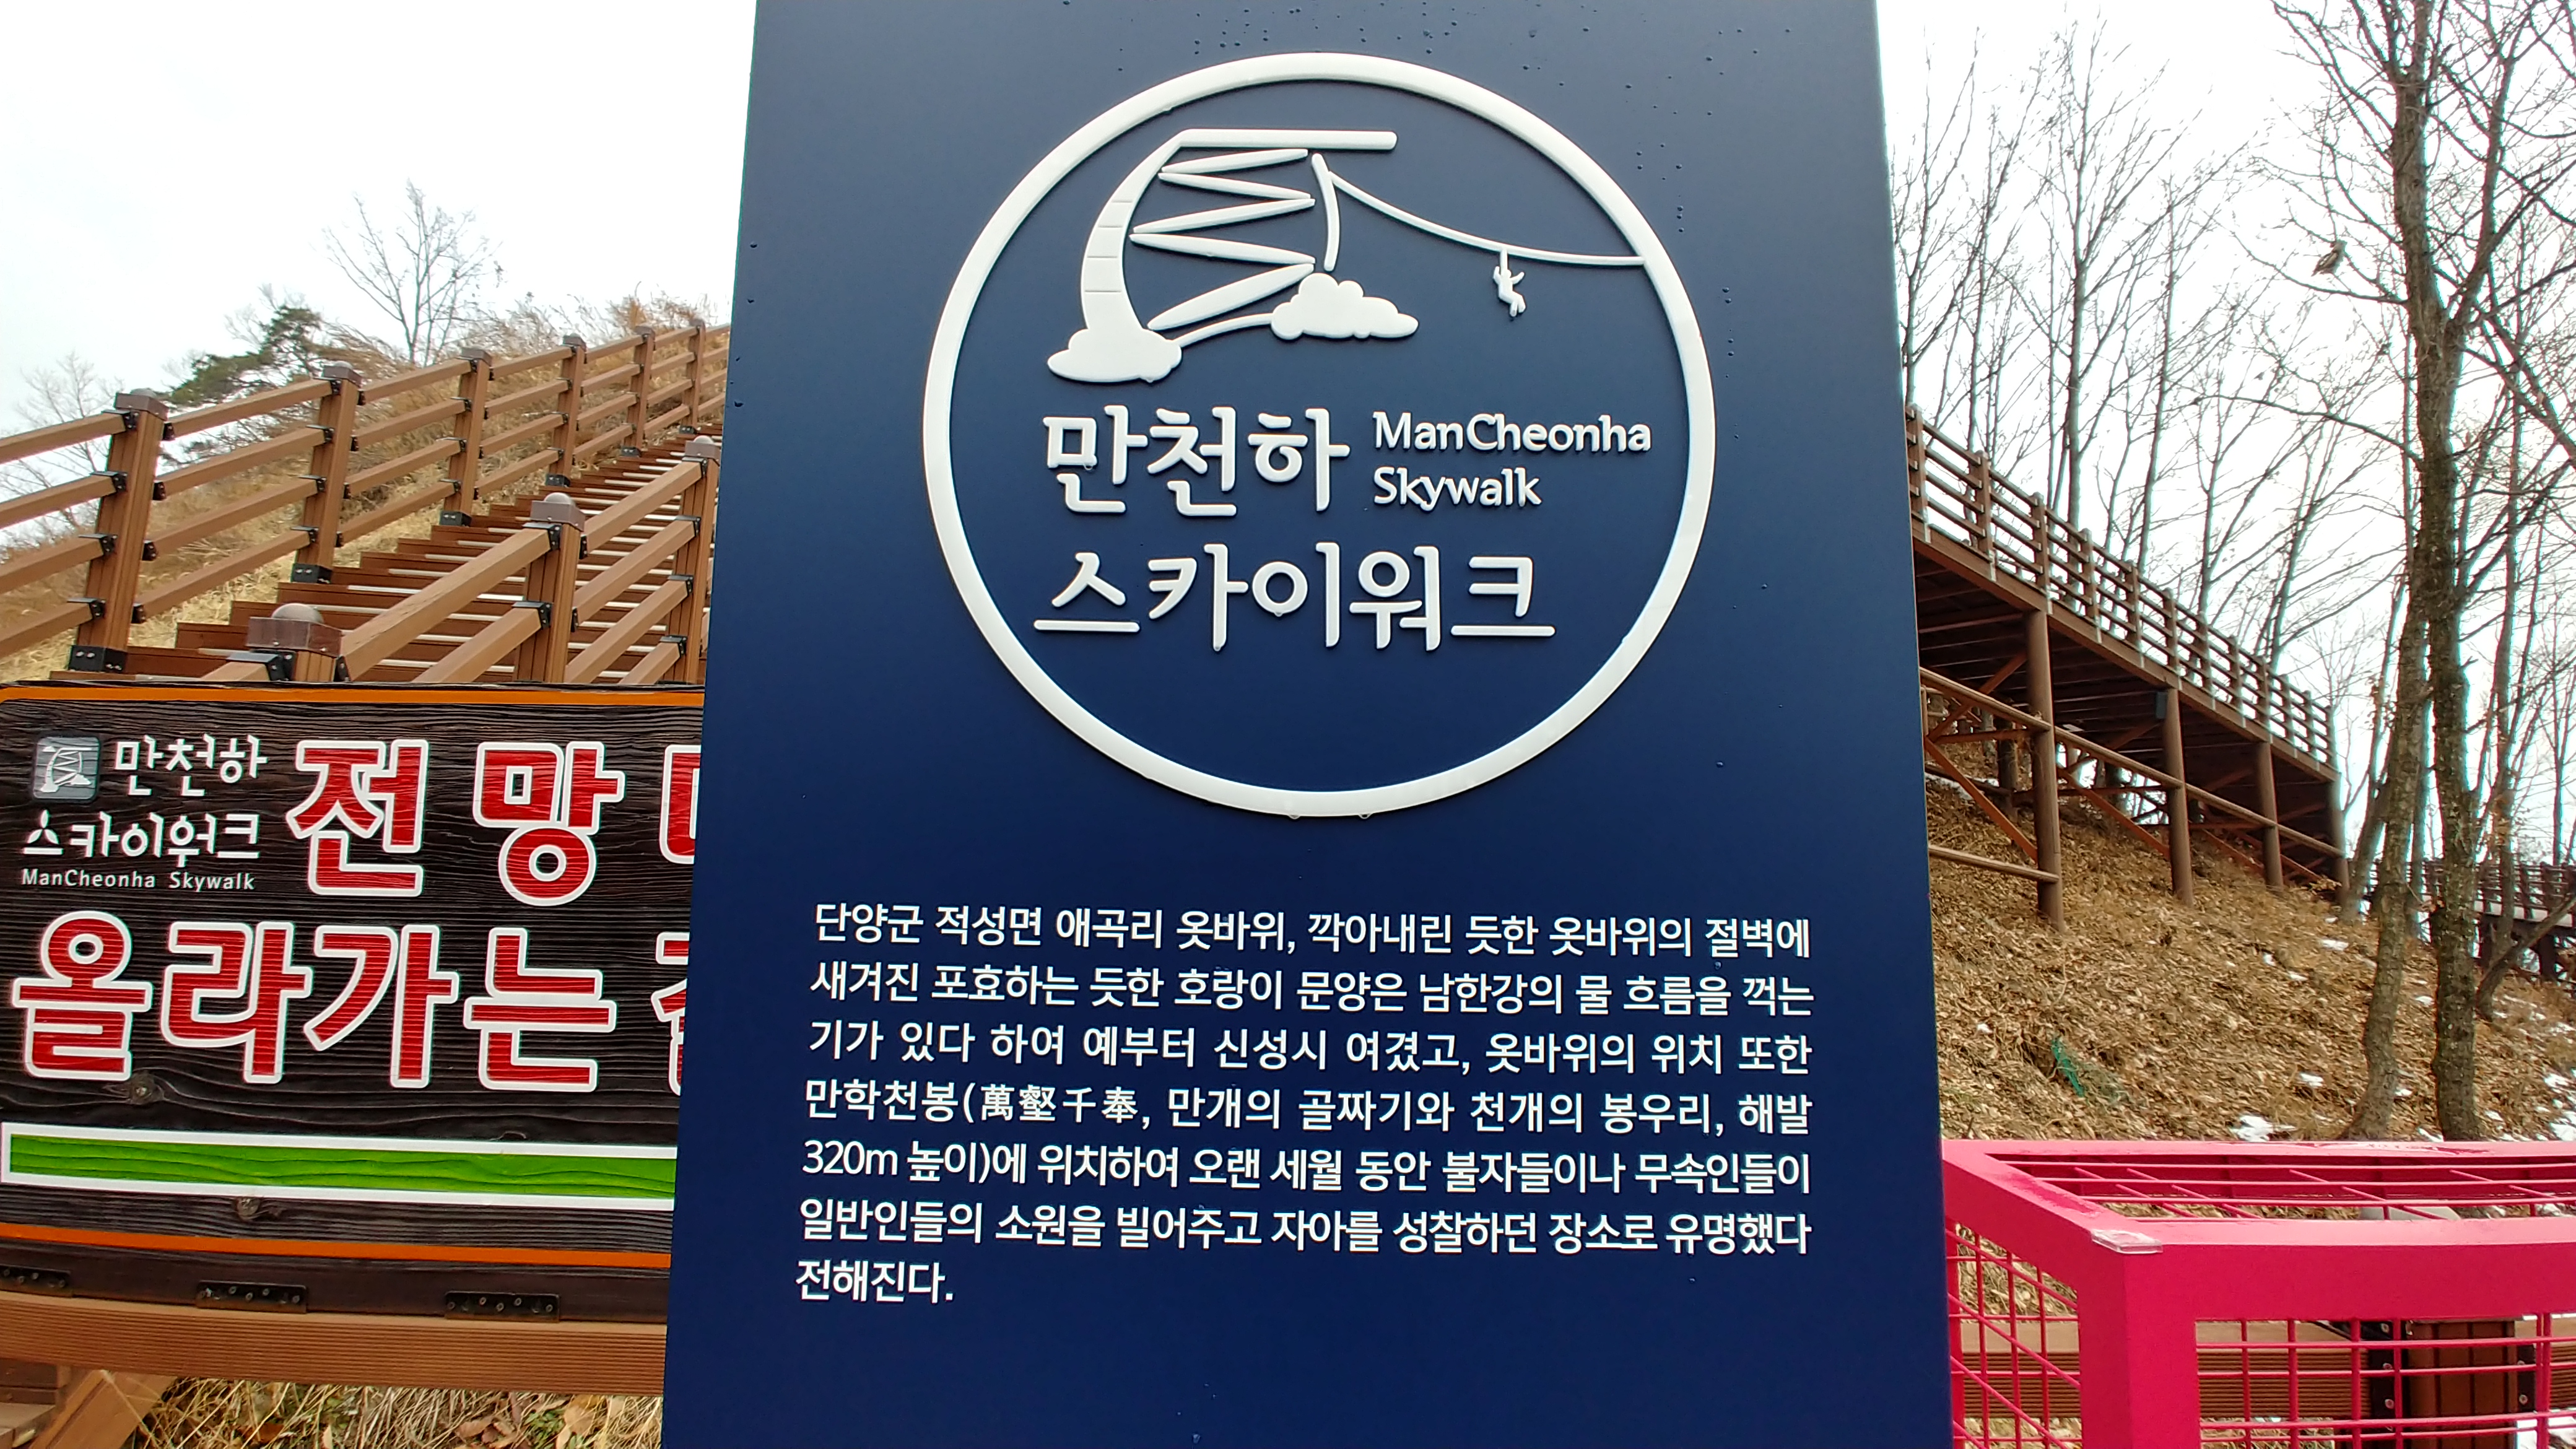 만천하
ManCheonha
Skywalk
스카이워크
단양군 적성면 애곡리 옷바위, 깍아내린 듯한 옷바위의 절벽에
새겨진 포효하는 듯한 호랑이 문양은 남한강의 물 흐름을 꺽는
기가 있다 하여 예부터 신성시 여겼고, 옷바위의 위치 또한
만학천봉(萬壑千奉, 만개의 골짜기와 천개의 봉우리, 해발
320m 높이)에 위치하여 오랜 세월 동안 불자들이나 무속인들이
일반인들의 소원을 빌어주고 자아를 성찰하던 장소로 유명했다
전해진다.
만천하
스카이워크
ManCheonha Skywalk
전망
올라가는